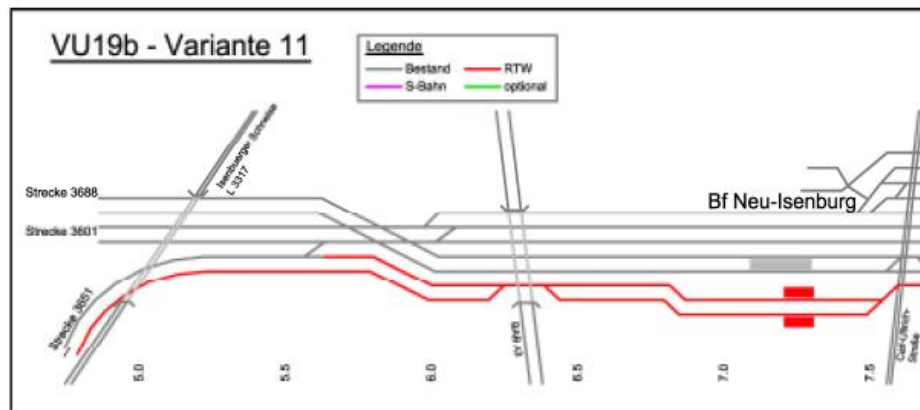 VU19b - Variante 11
Legende
Bestand
RTW
S-Bahn
optional
Isenburger Schneise
L 3317
Strecke 3688
Bf Neu-Isenburg
Strecke 3601
Strecke 3651
Carl-Ulrich-
Straße
5.0
5.5
6.0
6.5
7.0
7.5